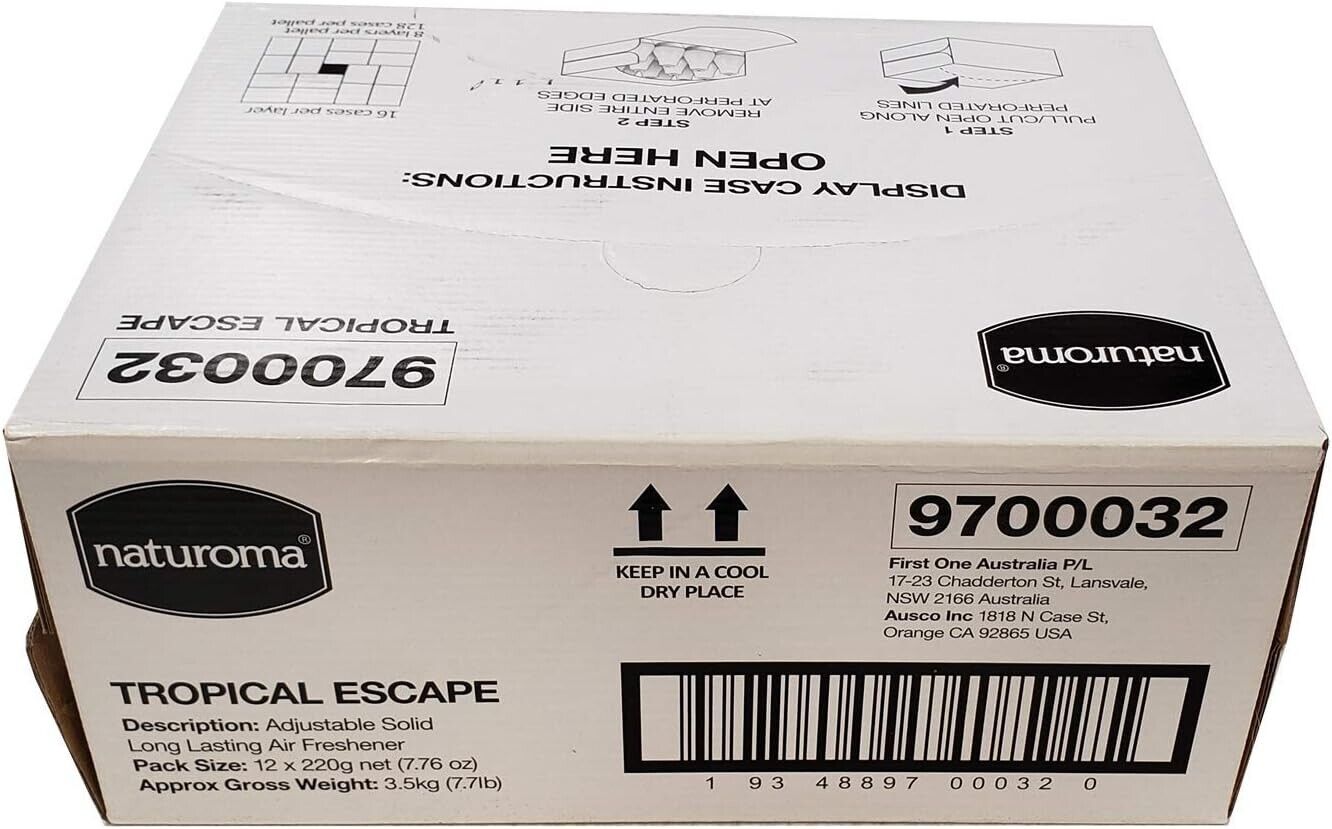 128 cases per pallet
8 layers per pallet
16 cases per layer
STEP 2
REMOVE ENTIRE SIDE
AT PERFORATED EDGES
STEP 1
PULL/CUT OPEN ALONG
PERFORATED LINES
DISPLAY CASE INSTRUCTIONS:
OPEN HERE
TROPICAL ESCAPE
9700032
naturoma®
naturoma®
KEEP IN A COOL
DRY PLACE
9700032
First One Australia P/L
17-23 Chadderton St, Lansvale,
NSW 2166 Australia
Ausco Inc 1818 N Case St,
Orange CA 92865 USA
TROPICAL ESCAPE
Description: Adjustable Solid
Long Lasting Air Freshener
Pack Size: 12 x 220g net (7.76 oz)
Approx Gross Weight: 3.5kg (7.7lb)
1 93 48897 00032 0